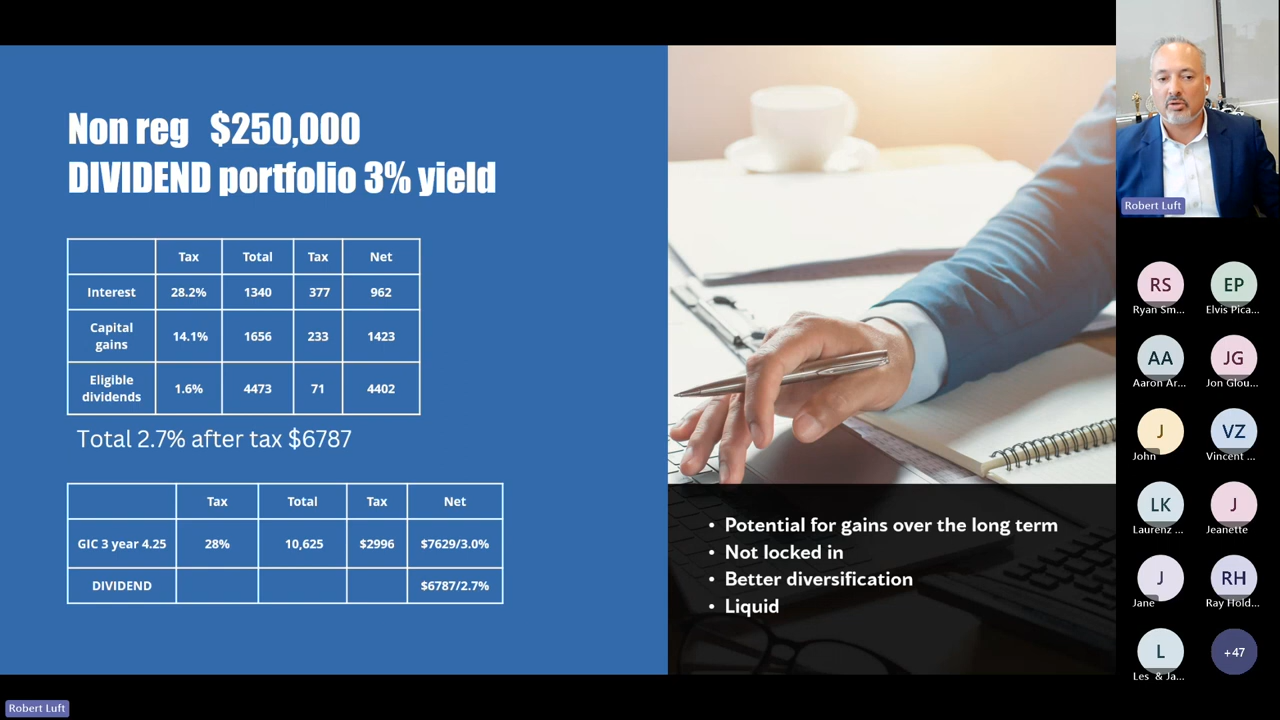 Non reg $250,000
DIVIDEND portfolio 3% yield
Tax Total Tax Net
Interest 28.2% 1340 377 962
Capital gains 14.1% 1656 233 1423
Eligible dividends 1.6% 4473 71 4402
Total 2.7% after tax $6787
Tax Total Tax Net
GIC 3 year 4.25 28% 10,625 $2996 $7629/3.0%
DIVIDEND $6787/2.7%
• Potential for gains over the long term
• Not locked in
• Better diversification
• Liquid
Robert Luft
RS EP
Ryan Sm... Elvis Pica...
AA JG
Aaron Ar... Jon Glou...
J VZ
John Vincent ...
LK J
Laurenz ... Jeanette
J RH
Jane Ray Hold...
L +47
Les & Ja...
Robert Luft